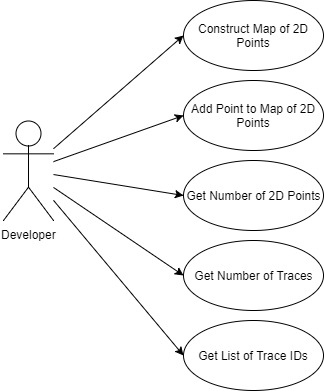 Construct Map of 2D
Points
Add Point to Map of 2D
Points
Get Number of 2D Points
Developer
Get Number of Traces
Get List of Trace IDs